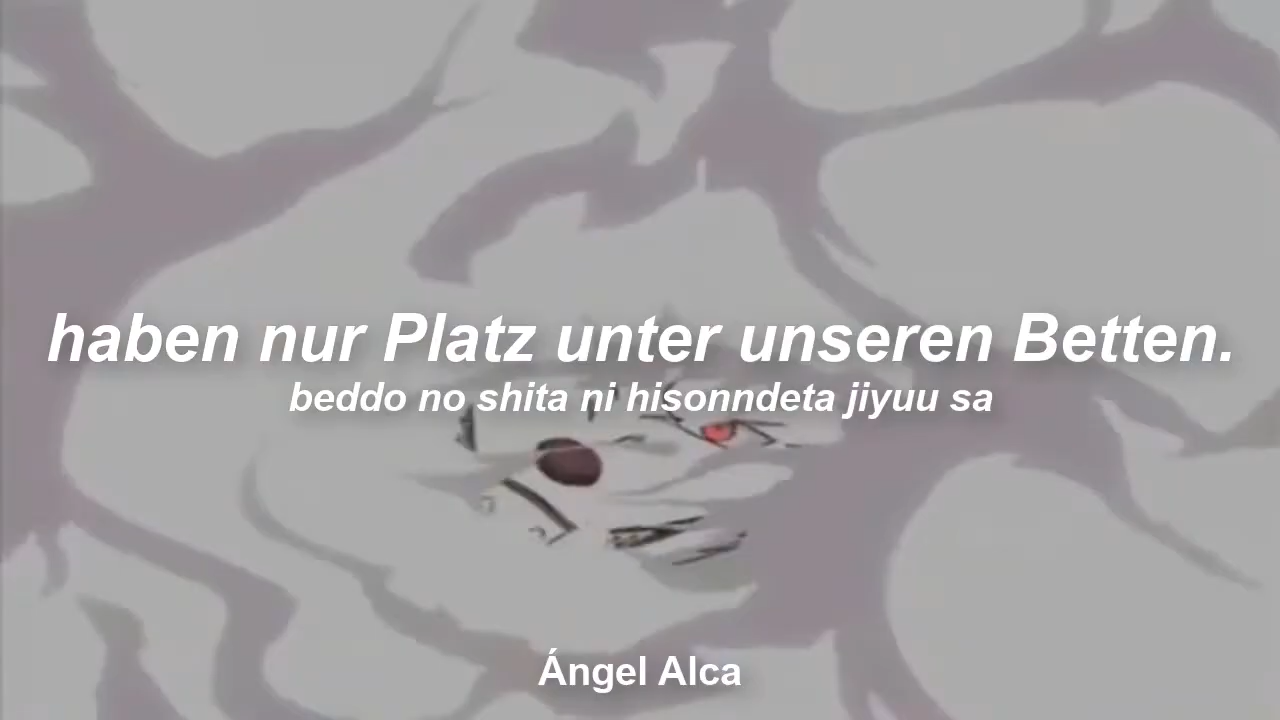 haben nur Platz unter unseren Betten.
beddo no shita ni hisonndeta jiyuu sa
Ángel Alca